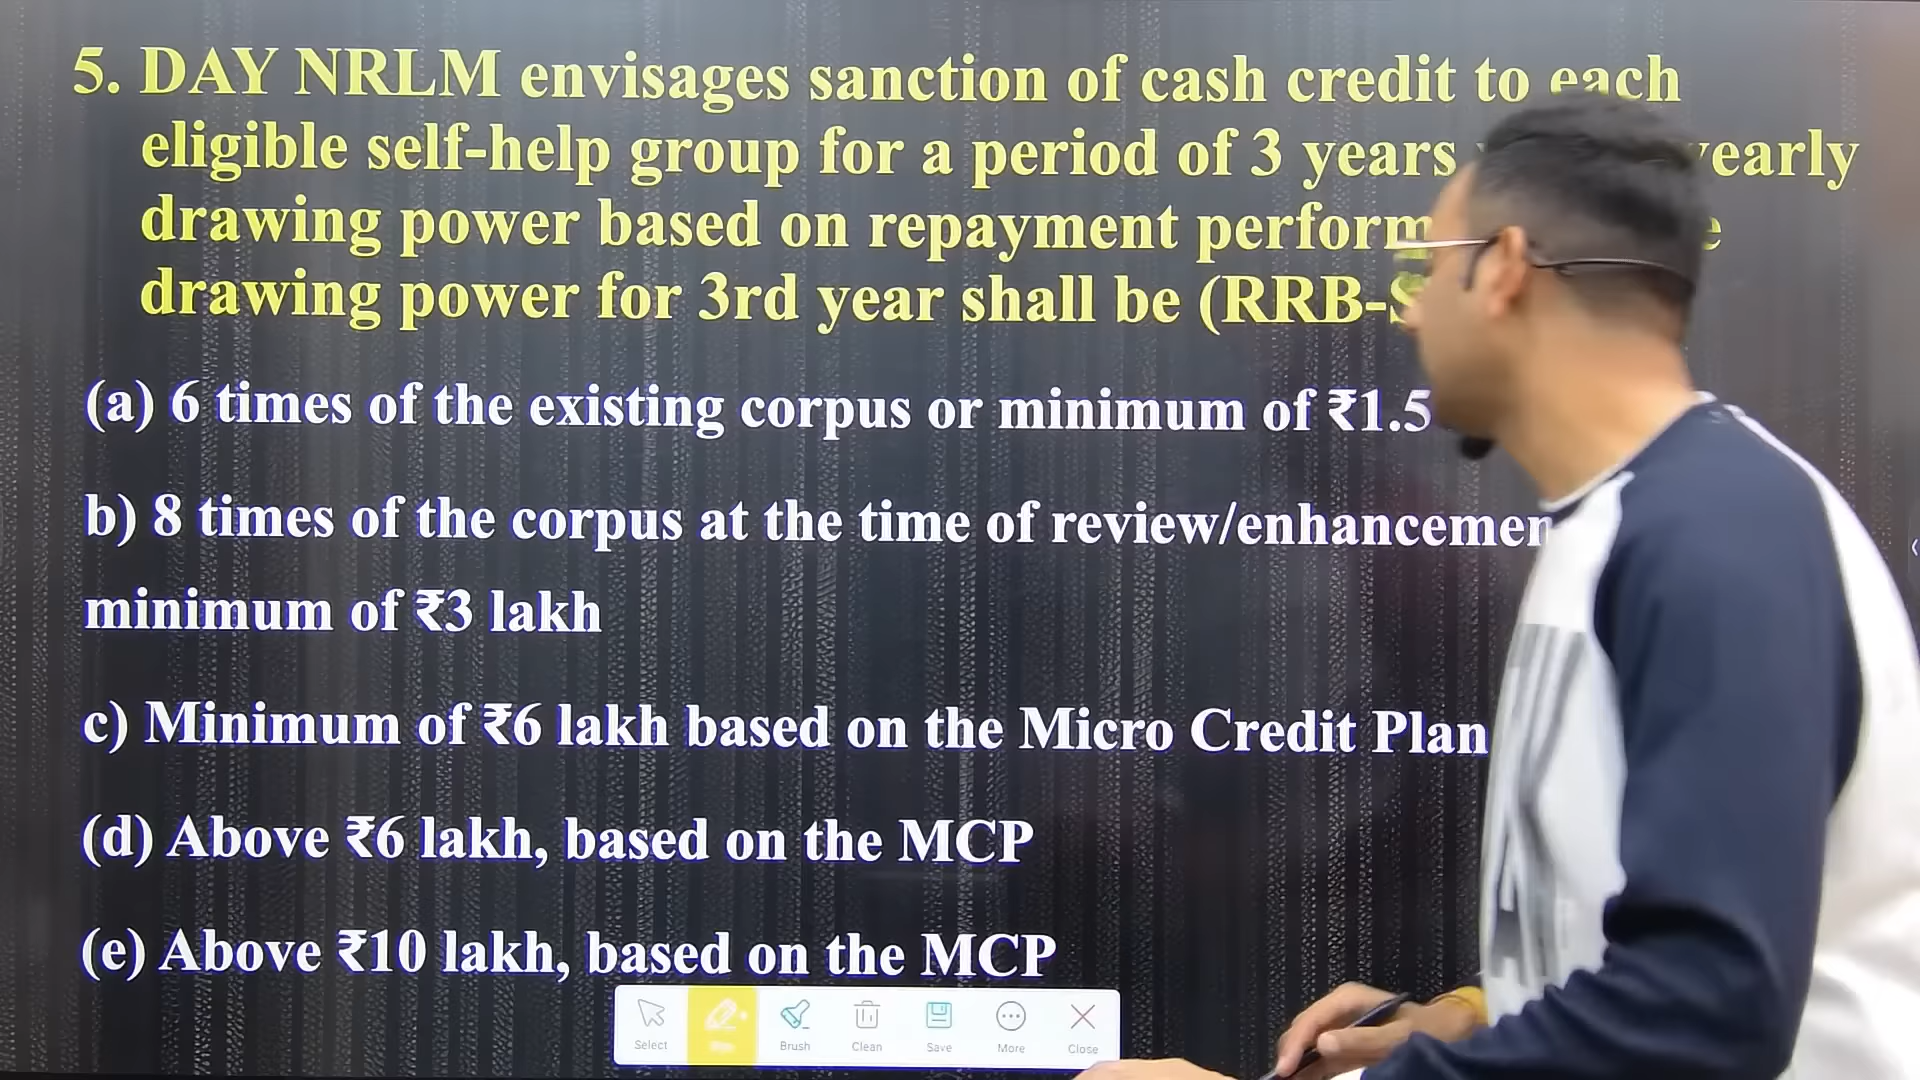 5. DAY NRLM envisages sanction of cash credit to each
eligible self-help group for a period of 3 years yearly
drawing power based on repayment
drawing power for 3rd year shall be (RRB-S
(a) 6 times of the existing corpus or minimum of ₹1.5
b) 8 times of the corpus at the time of review/enhancemen
minimum of ₹3 lakh
c) Minimum of ₹6 lakh based on the Micro Credit Plan
(d) Above ₹6 lakh, based on the MCP
(e) Above ₹10 lakh, based on the MCP
Select Brush Clean Save More Close